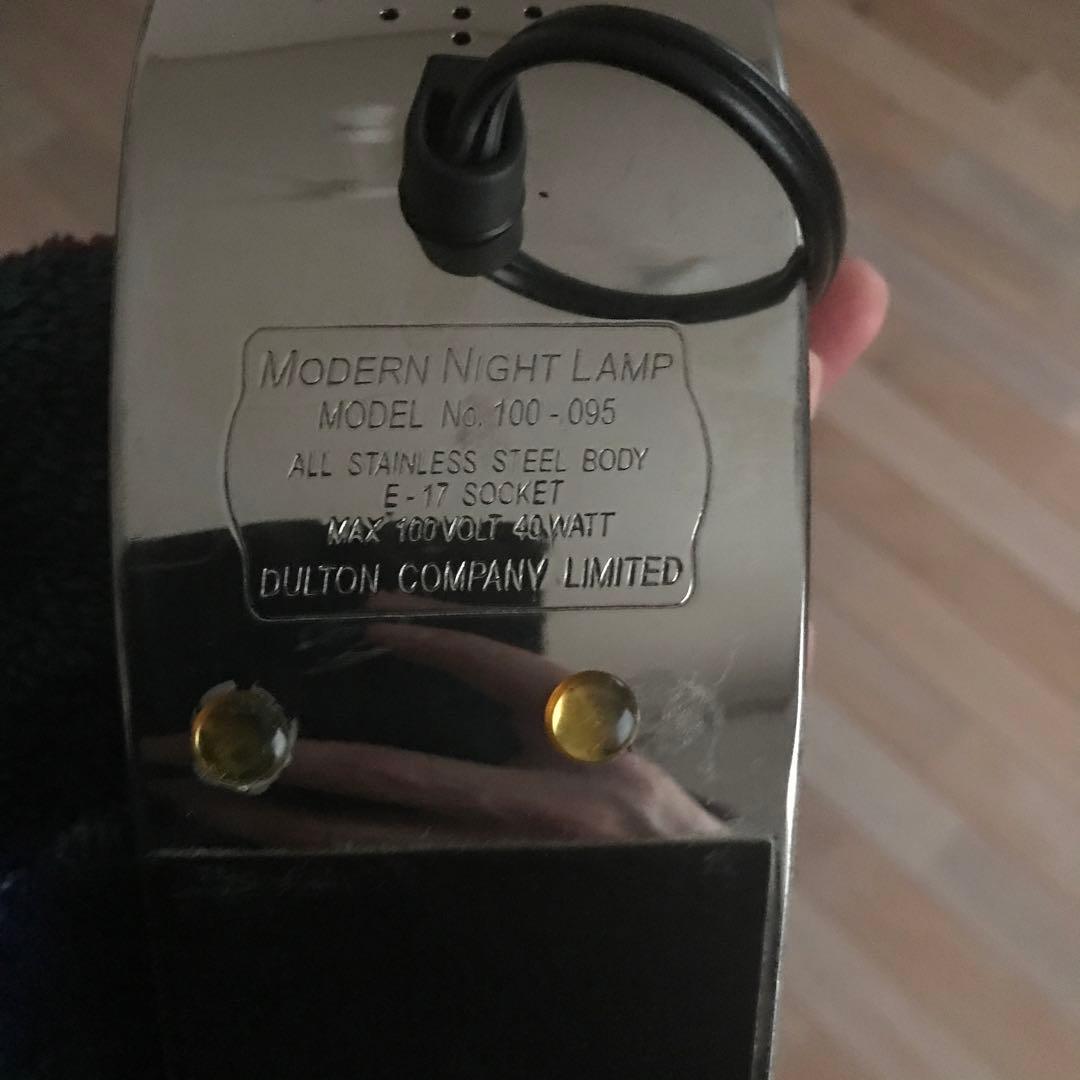 MODERN NIGHT LAMP
MODEL No. 100-095
ALL STAINLESS STEEL BODY
E-17 SOCKET
MAX 100VOLT 40WATT
DULTON COMPANY LIMITED